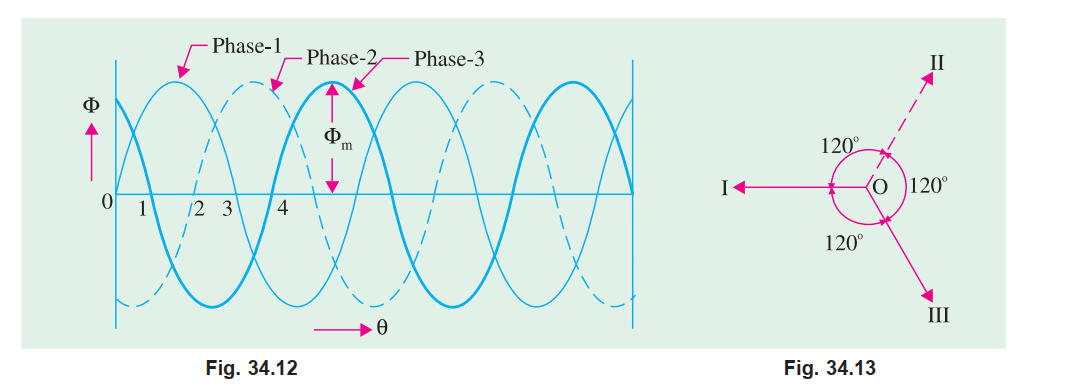 Phase-1
Phase-2
Phase-3
Φ
Φm
0
1
2
3
4
θ
Fig. 34.12
II
120°
I
O
120°
120°
III
Fig. 34.13